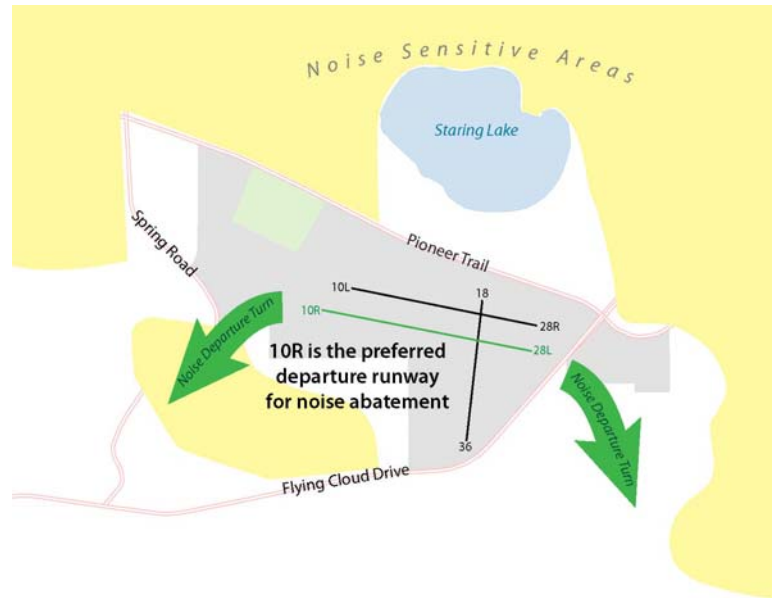 Noise Sensitive Areas
Staring Lake
Spring Road
Pioneer Trail
10L
18
10R
28R
Noise Departure Turn
10R is the preferred
departure runway
for noise abatement
28L
Noise Departure Turn
36
Flying Cloud Drive